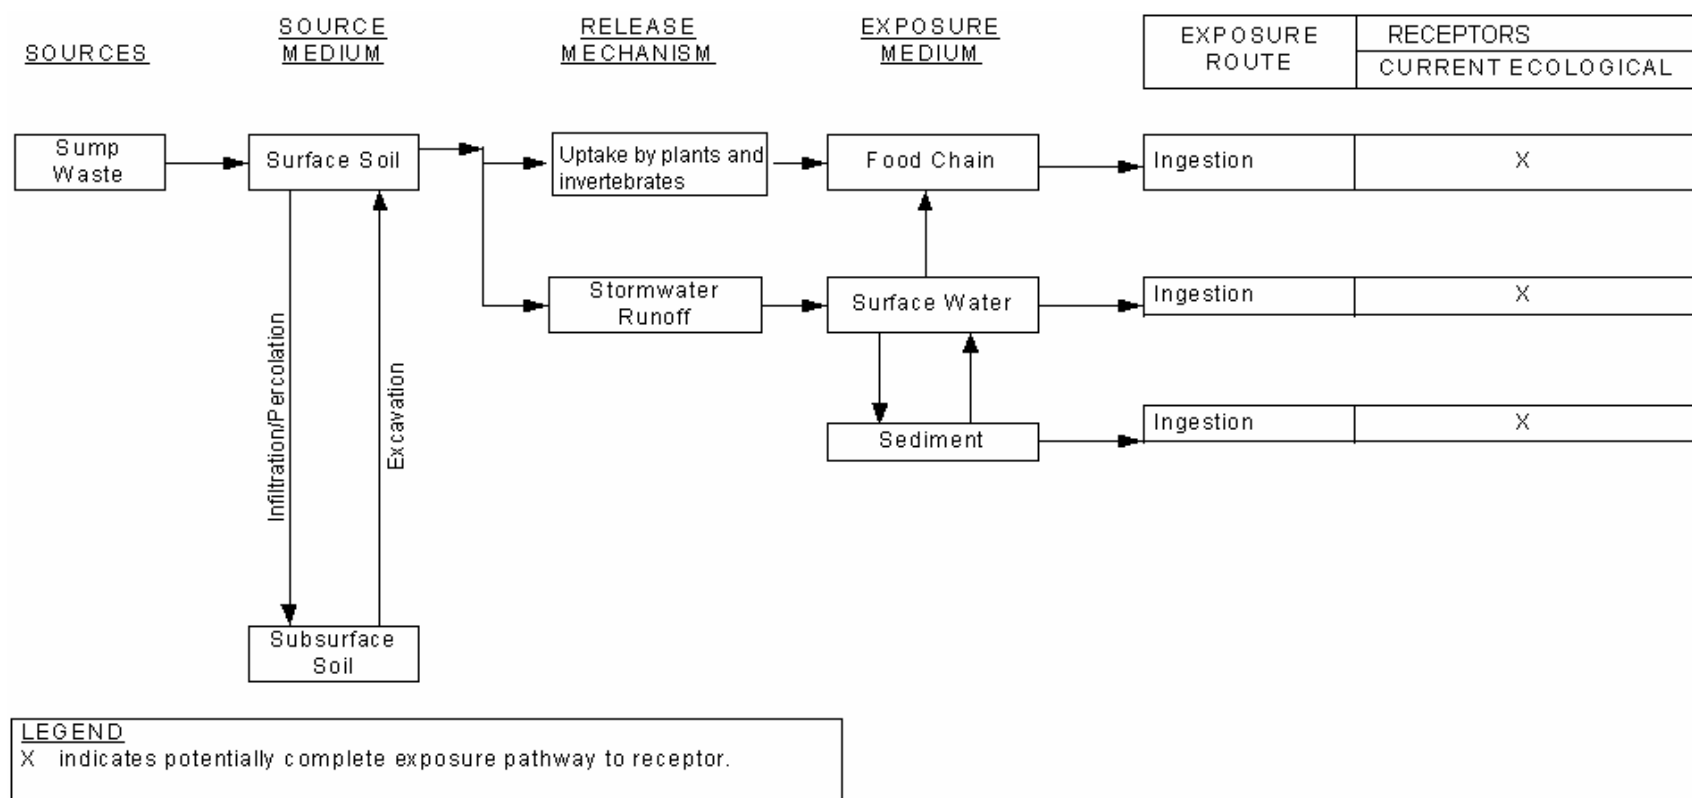 SOURCES
SOURCE
MEDIUM
RELEASE
MECHANISM
EXPOSURE
MEDIUM
EXPOSURE
ROUTE
RECEPTORS
CURRENT ECOLOGICAL
Sump
Waste
Surface Soil
Uptake by plants and
invertebrates
Food Chain
Ingestion
X
Stormwater
Runoff
Surface Water
Ingestion
X
Infiltration/Percolation
Excavation
Sediment
Ingestion
X
Subsurface
Soil
LEGEND
X indicates potentially complete exposure pathway to receptor.